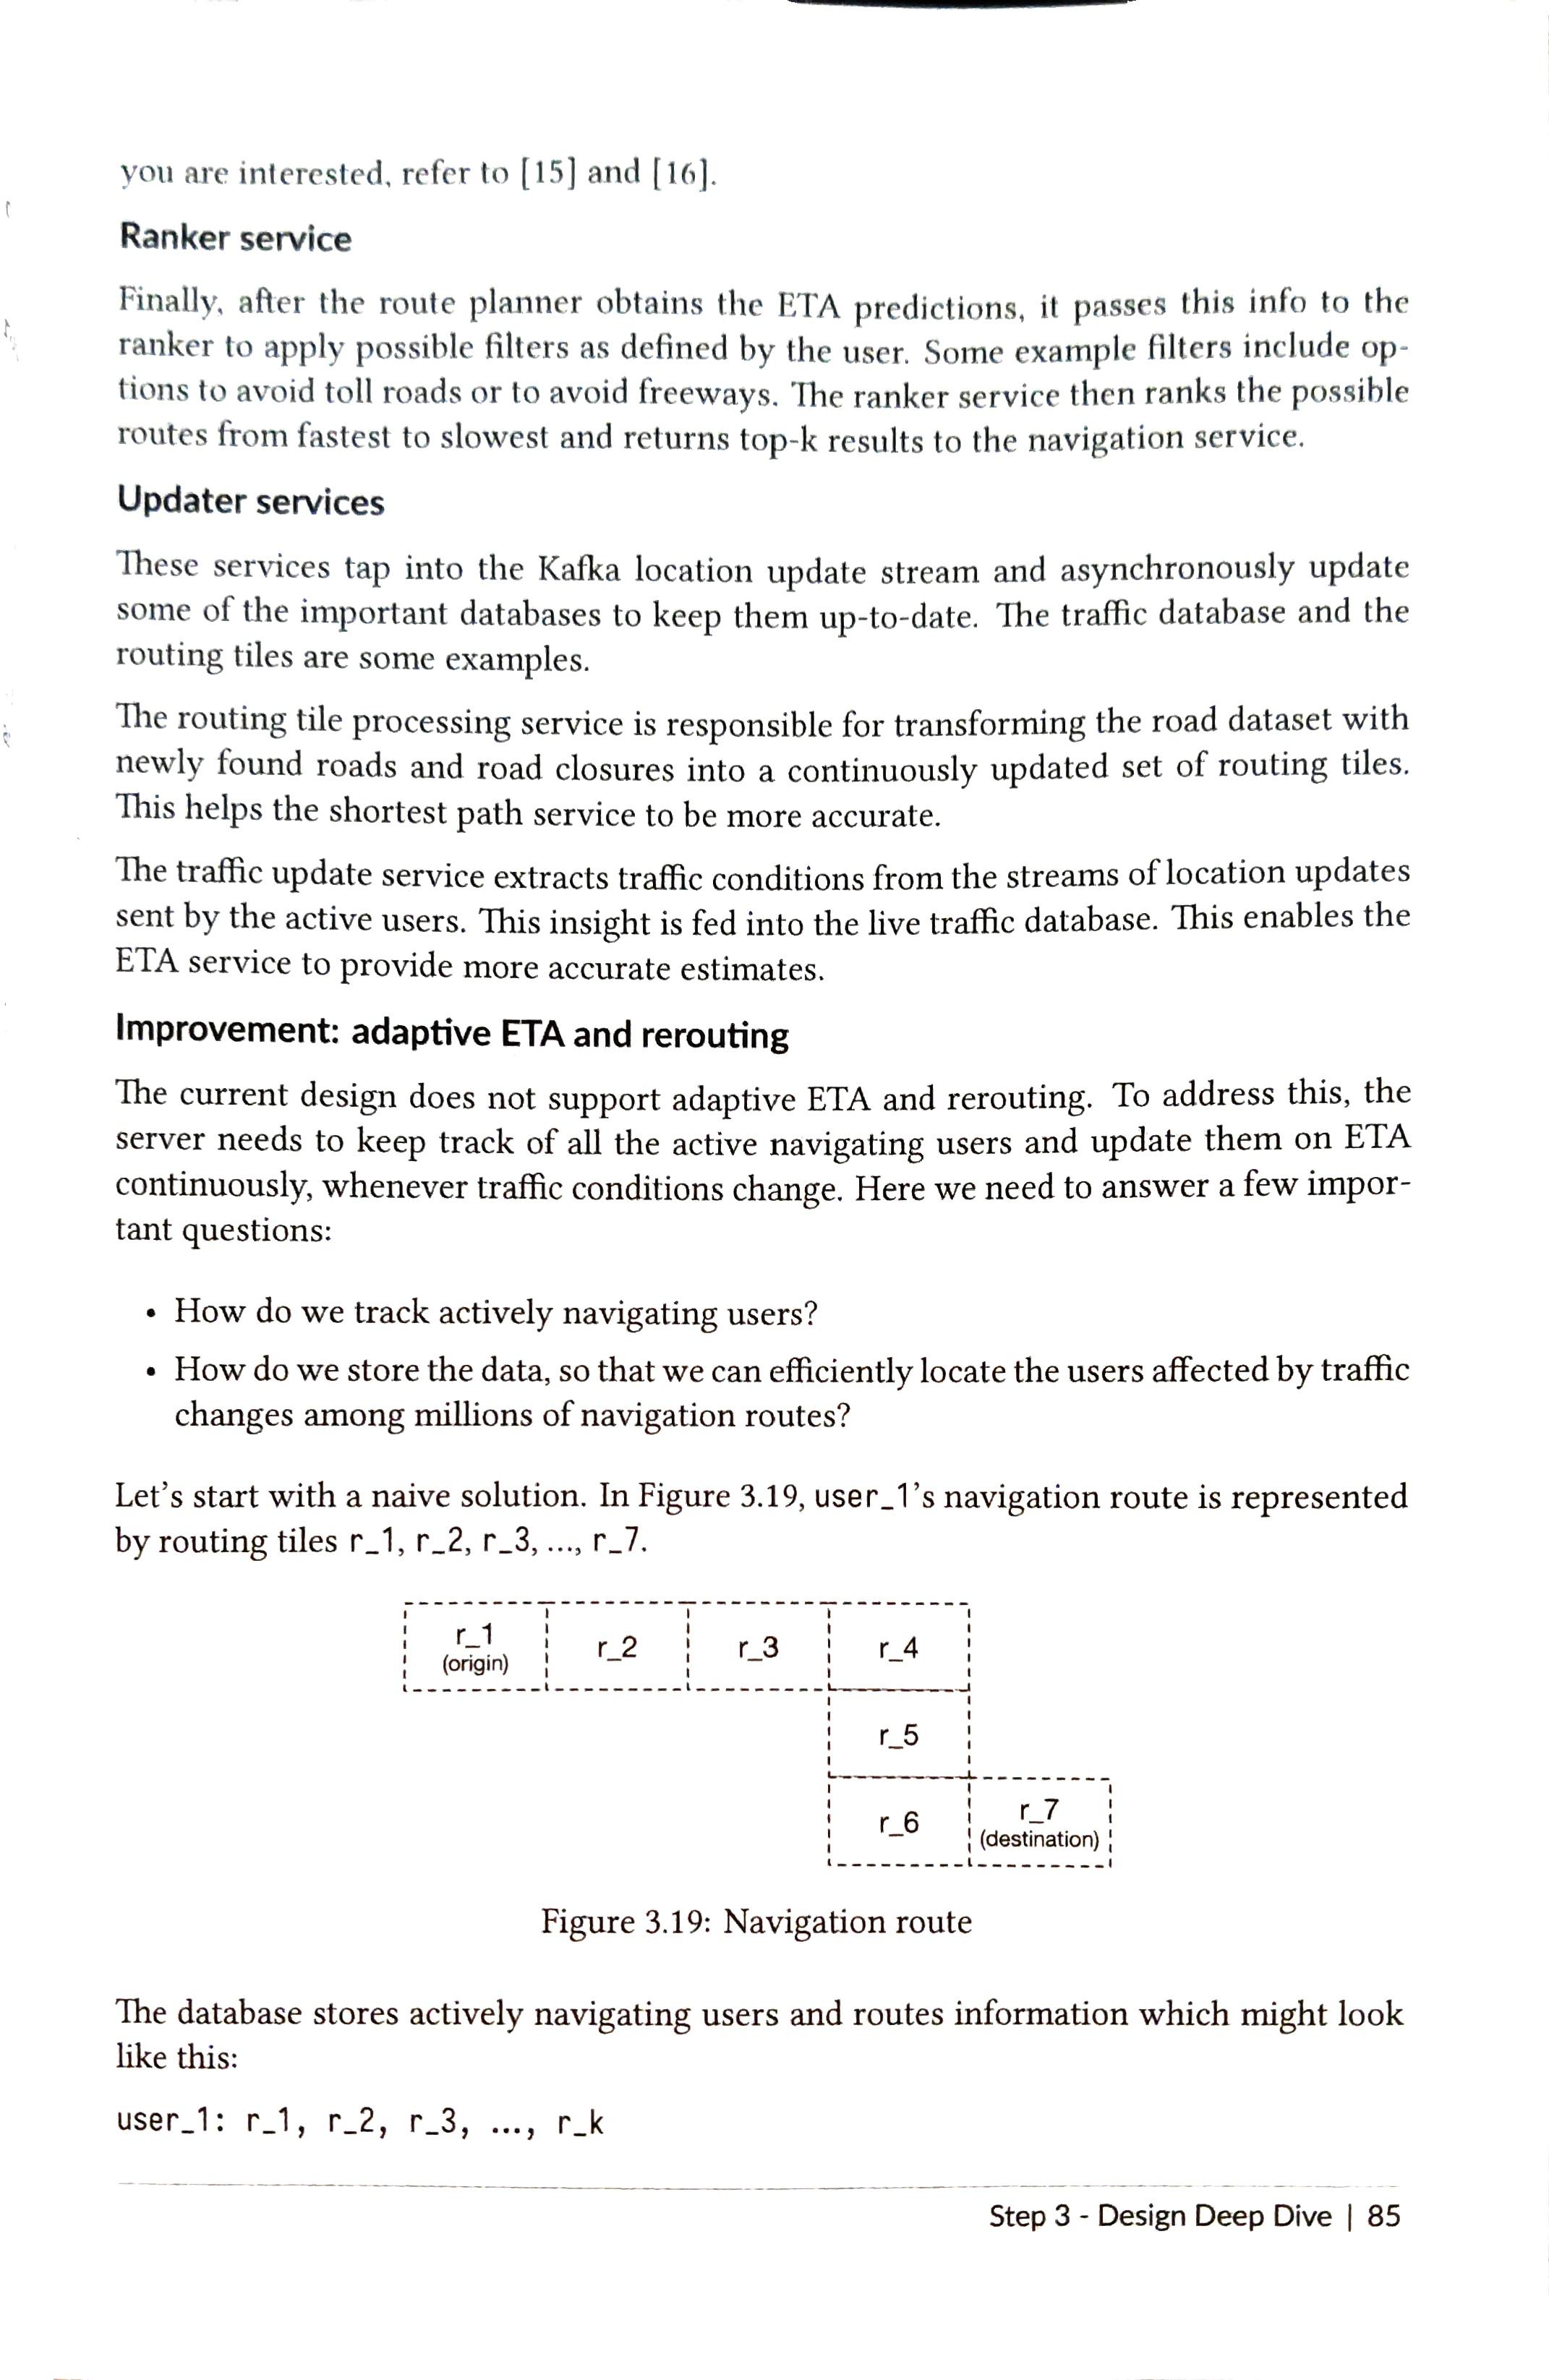 you are interested, refer to [15] and [16].
Ranker service
Finally, after the route planner obtains the ETA predictions, it passes this info to the
ranker to apply possible filters as defined by the user. Some example filters include op-
tions to avoid toll roads or to avoid freeways. The ranker service then ranks the possible
routes from fastest to slowest and returns top-k results to the navigation service.
Updater services
These services tap into the Kafka location update stream and asynchronously update
some of the important databases to keep them up-to-date. The traffic database and the
routing tiles are some examples.
The routing tile processing service is responsible for transforming the road dataset with
newly found roads and road closures into a continuously updated set of routing tiles.
This helps the shortest path service to be more accurate.
The traffic update service extracts traffic conditions from the streams of location updates
sent by the active users. This insight is fed into the live traffic database. This enables the
ETA service to provide more accurate estimates.
Improvement: adaptive ETA and rerouting
The current design does not support adaptive ETA and rerouting. To address this, the
server needs to keep track of all the active navigating users and update them on ETA
continuously, whenever traffic conditions change. Here we need to answer a few impor-
tant questions:
• How do we track actively navigating users?
• How do we store the data, so that we can efficiently locate the users affected by traffic
changes among millions of navigation routes?
Let's start with a naive solution. In Figure 3.19, user_1's navigation route is represented
by routing tiles r_1, r_2, r_3, ..., r_7.
r_1
(origin)
r_2
r_3
r_4
r_5
r_6
r_7
(destination)
Figure 3.19: Navigation route
The database stores actively navigating users and routes information which might look
like this:
user_1: r_1, r_2, r_3, ..., r_k
Step 3 - Design Deep Dive | 85